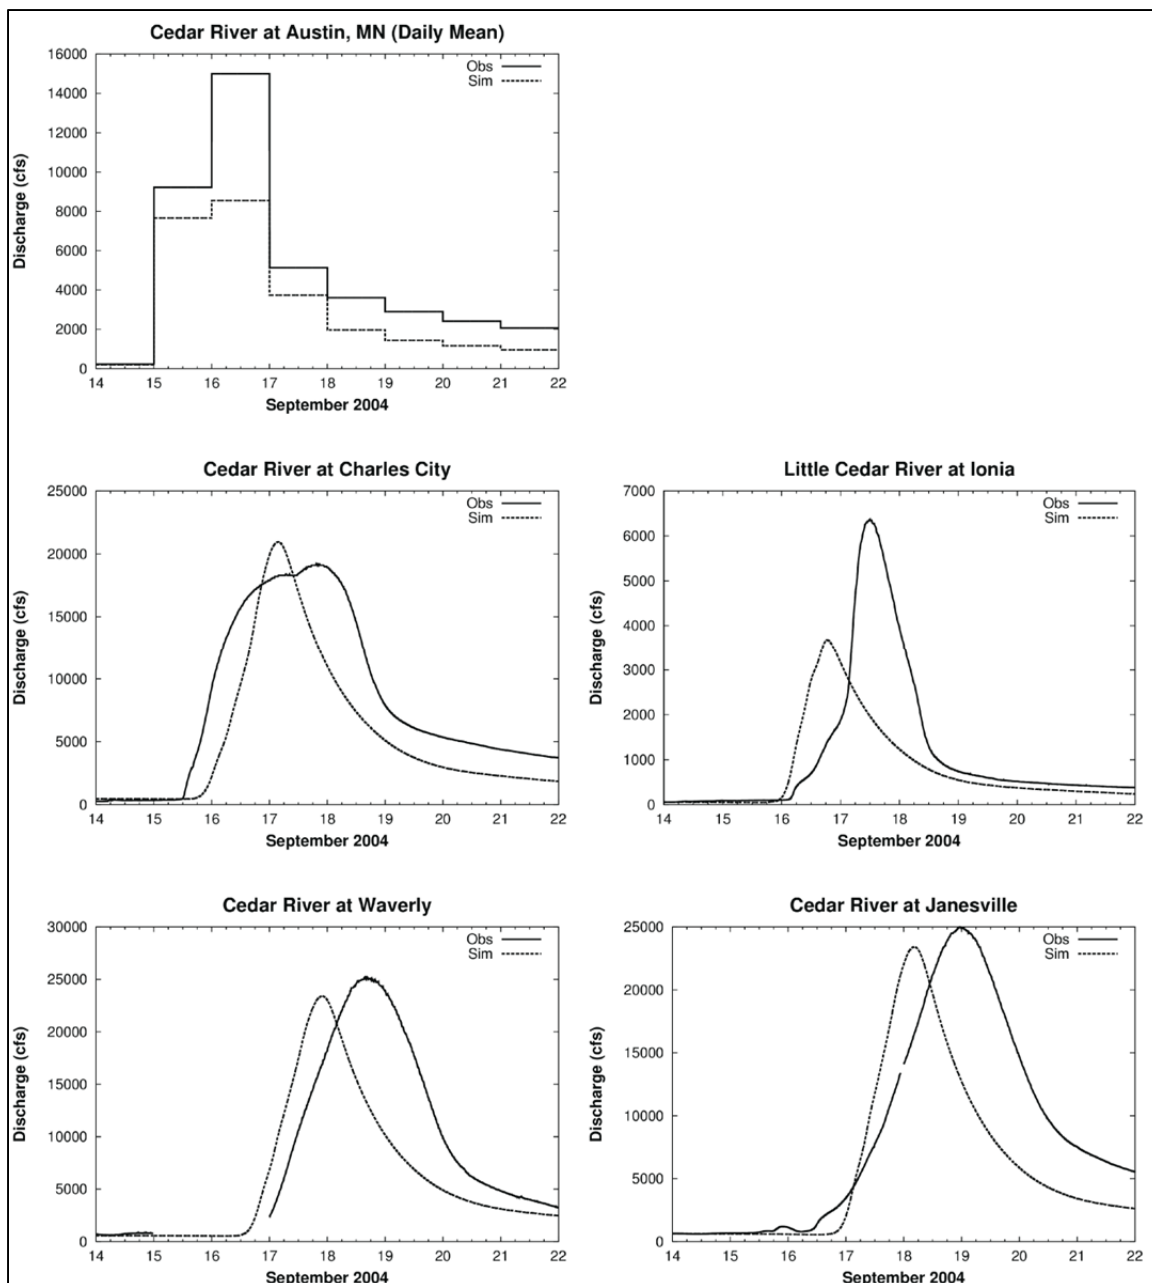 Cedar River at Austin, MN (Daily Mean)
16000
14000
12000
10000
8000
6000
4000
2000
0
Discharge (cfs)
Obs
Sim
14 15 16 17 18 19 20 21 22
September 2004
Cedar River at Charles City
25000
20000
15000
10000
5000
0
Discharge (cfs)
Obs
Sim
14 15 16 17 18 19 20 21 22
September 2004
Little Cedar River at Ionia
7000
6000
5000
4000
3000
2000
1000
0
Discharge (cfs)
Obs
Sim
14 15 16 17 18 19 20 21 22
September 2004
Cedar River at Waverly
30000
25000
20000
15000
10000
5000
0
Discharge (cfs)
Obs
Sim
14 15 16 17 18 19 20 21 22
September 2004
Cedar River at Janesville
25000
20000
15000
10000
5000
0
Discharge (cfs)
Obs
Sim
14 15 16 17 18 19 20 21 22
September 2004